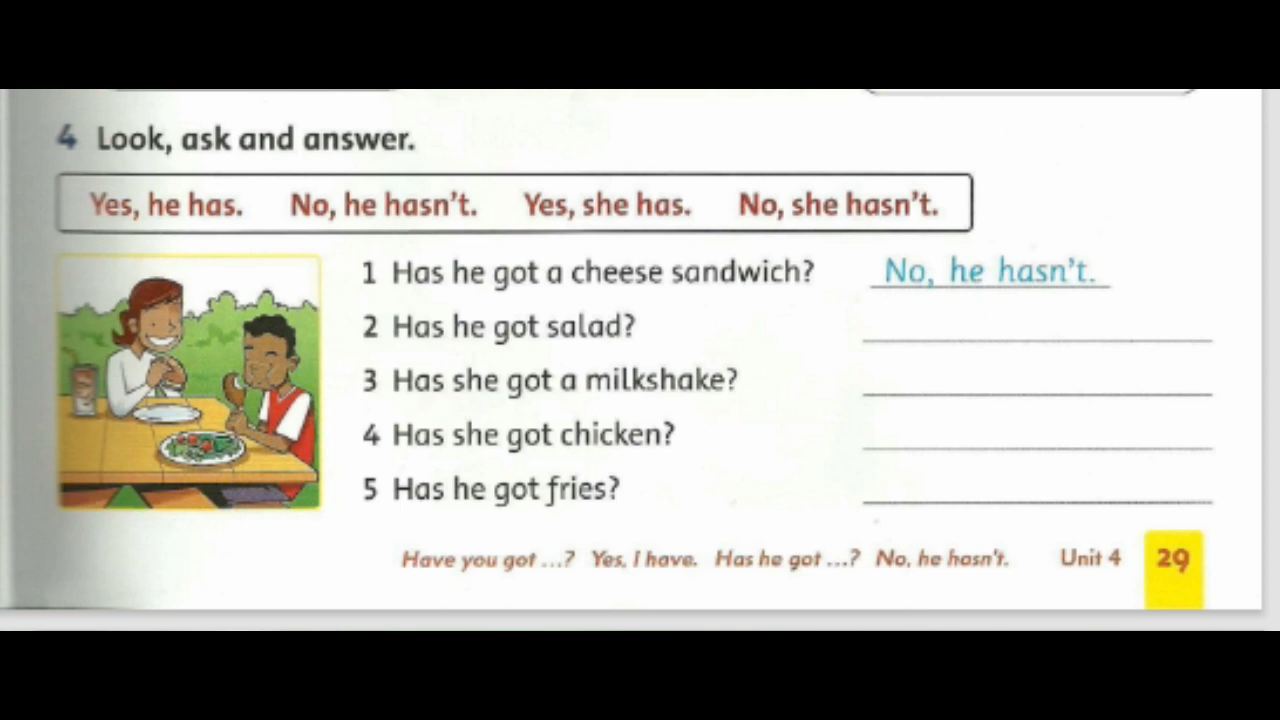 4 Look, ask and answer.
Yes, he has. No, he hasn't. Yes, she has. No, she hasn't.
1 Has he got a cheese sandwich? No, he hasn't.
2 Has he got salad?
3 Has she got a milkshake?
4 Has she got chicken?
5 Has he got fries?
Have you got ...? Yes, I have. Has he got ...? No, he hasn't. Unit 4 29